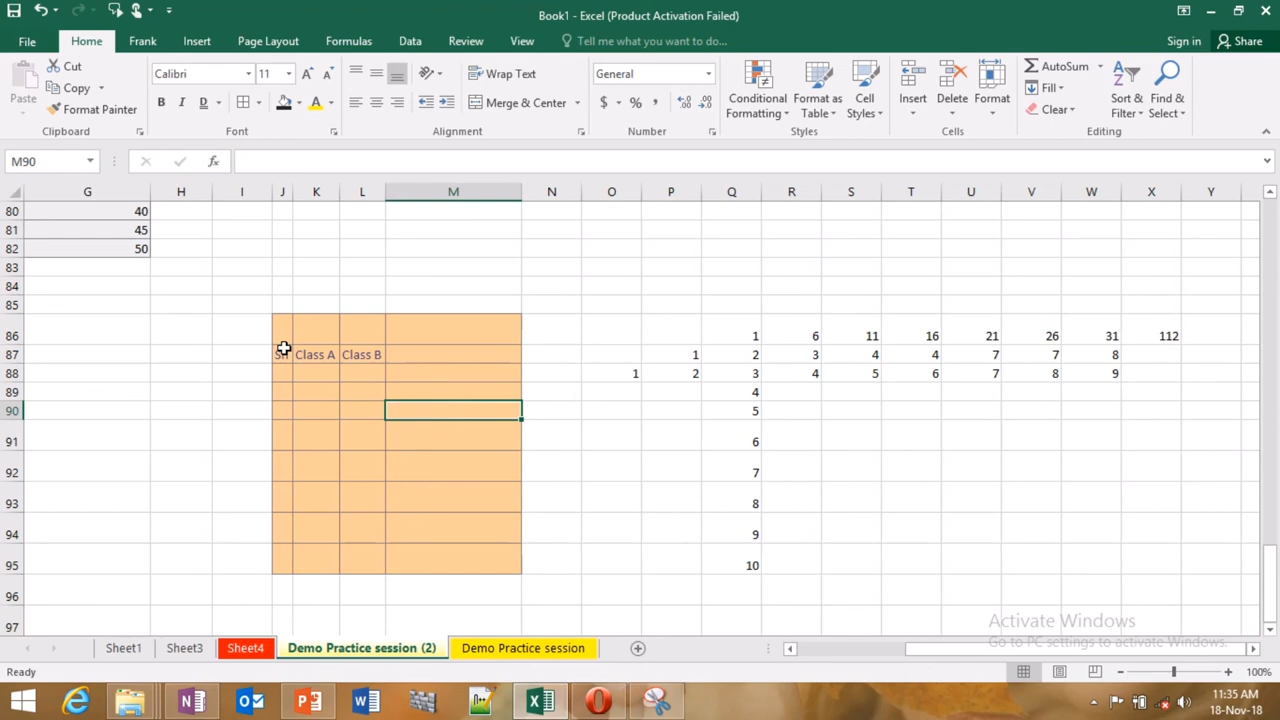 Book1 - Excel (Product Activation Failed)
File Home Frank Insert Page Layout Formulas Data Review View Tell me what you want to do... Sign in Share
Paste
Cut
Copy
Format Painter
Calibri 11
B I D
Wrap Text
Merge & Center
General
$ % ,
Conditional Formatting
Format as Table
Cell Styles
Insert
Delete
Format
AutoSum
Fill
Clear
Sort & Filter
Find & Select
Clipboard Font Alignment Number Styles Cells Editing
M90
G H I J K L M N O P Q R S T U V W X Y
80 40
81 45
82 50
83
84
85
86 1 6 11 16 21 26 31 112
87 Class A Class B 1 2 3 4 4 7 7 8
88 1 2 3 4 5 6 7 8 9
89 4
90 5
91 6
92 7
93 8
94 9
95 10
96
97
Activate Windows
Go to PC settings to activate Windows.
Sheet1 Sheet3 Sheet4 Demo Practice session (2) Demo Practice session
Ready 100%
11:35 AM
18-Nov-18